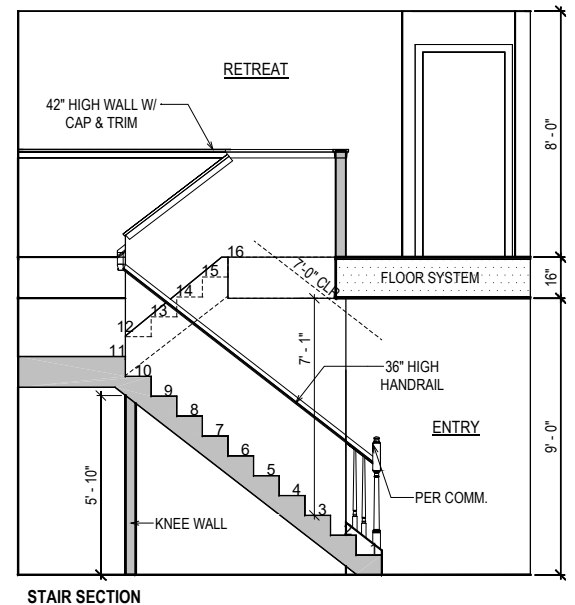 RETREAT
42" HIGH WALL W/
CAP & TRIM
8' - 0"
16
15
14
13
12
11
10
9
8
7
6
5
4
3
7'-0" CLR
FLOOR SYSTEM
16"
7' - 1"
36" HIGH
HANDRAIL
ENTRY
9' - 0"
5' - 10"
PER COMM.
KNEE WALL
STAIR SECTION